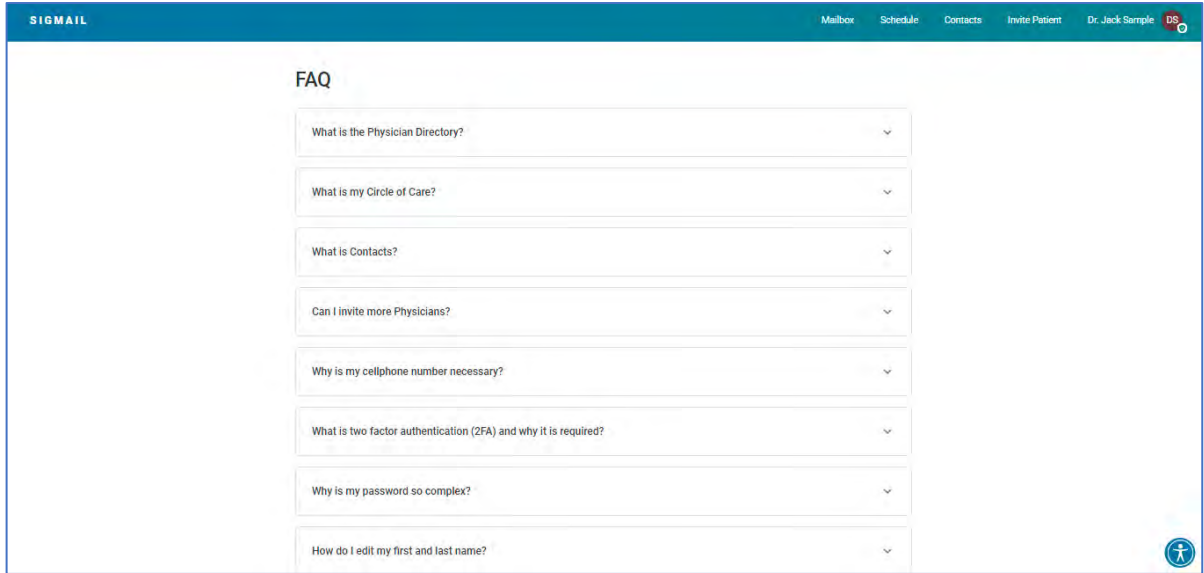 SIGMAIL
Mailbox Schedule Contacts Invite Patient Dr. Jack Sample DS
FAQ
What is the Physician Directory?
What is my Circle of Care?
What is Contacts?
Can I invite more Physicians?
Why is my cellphone number necessary?
What is two factor authentication (2FA) and why it is required?
Why is my password so complex?
How do I edit my first and last name?